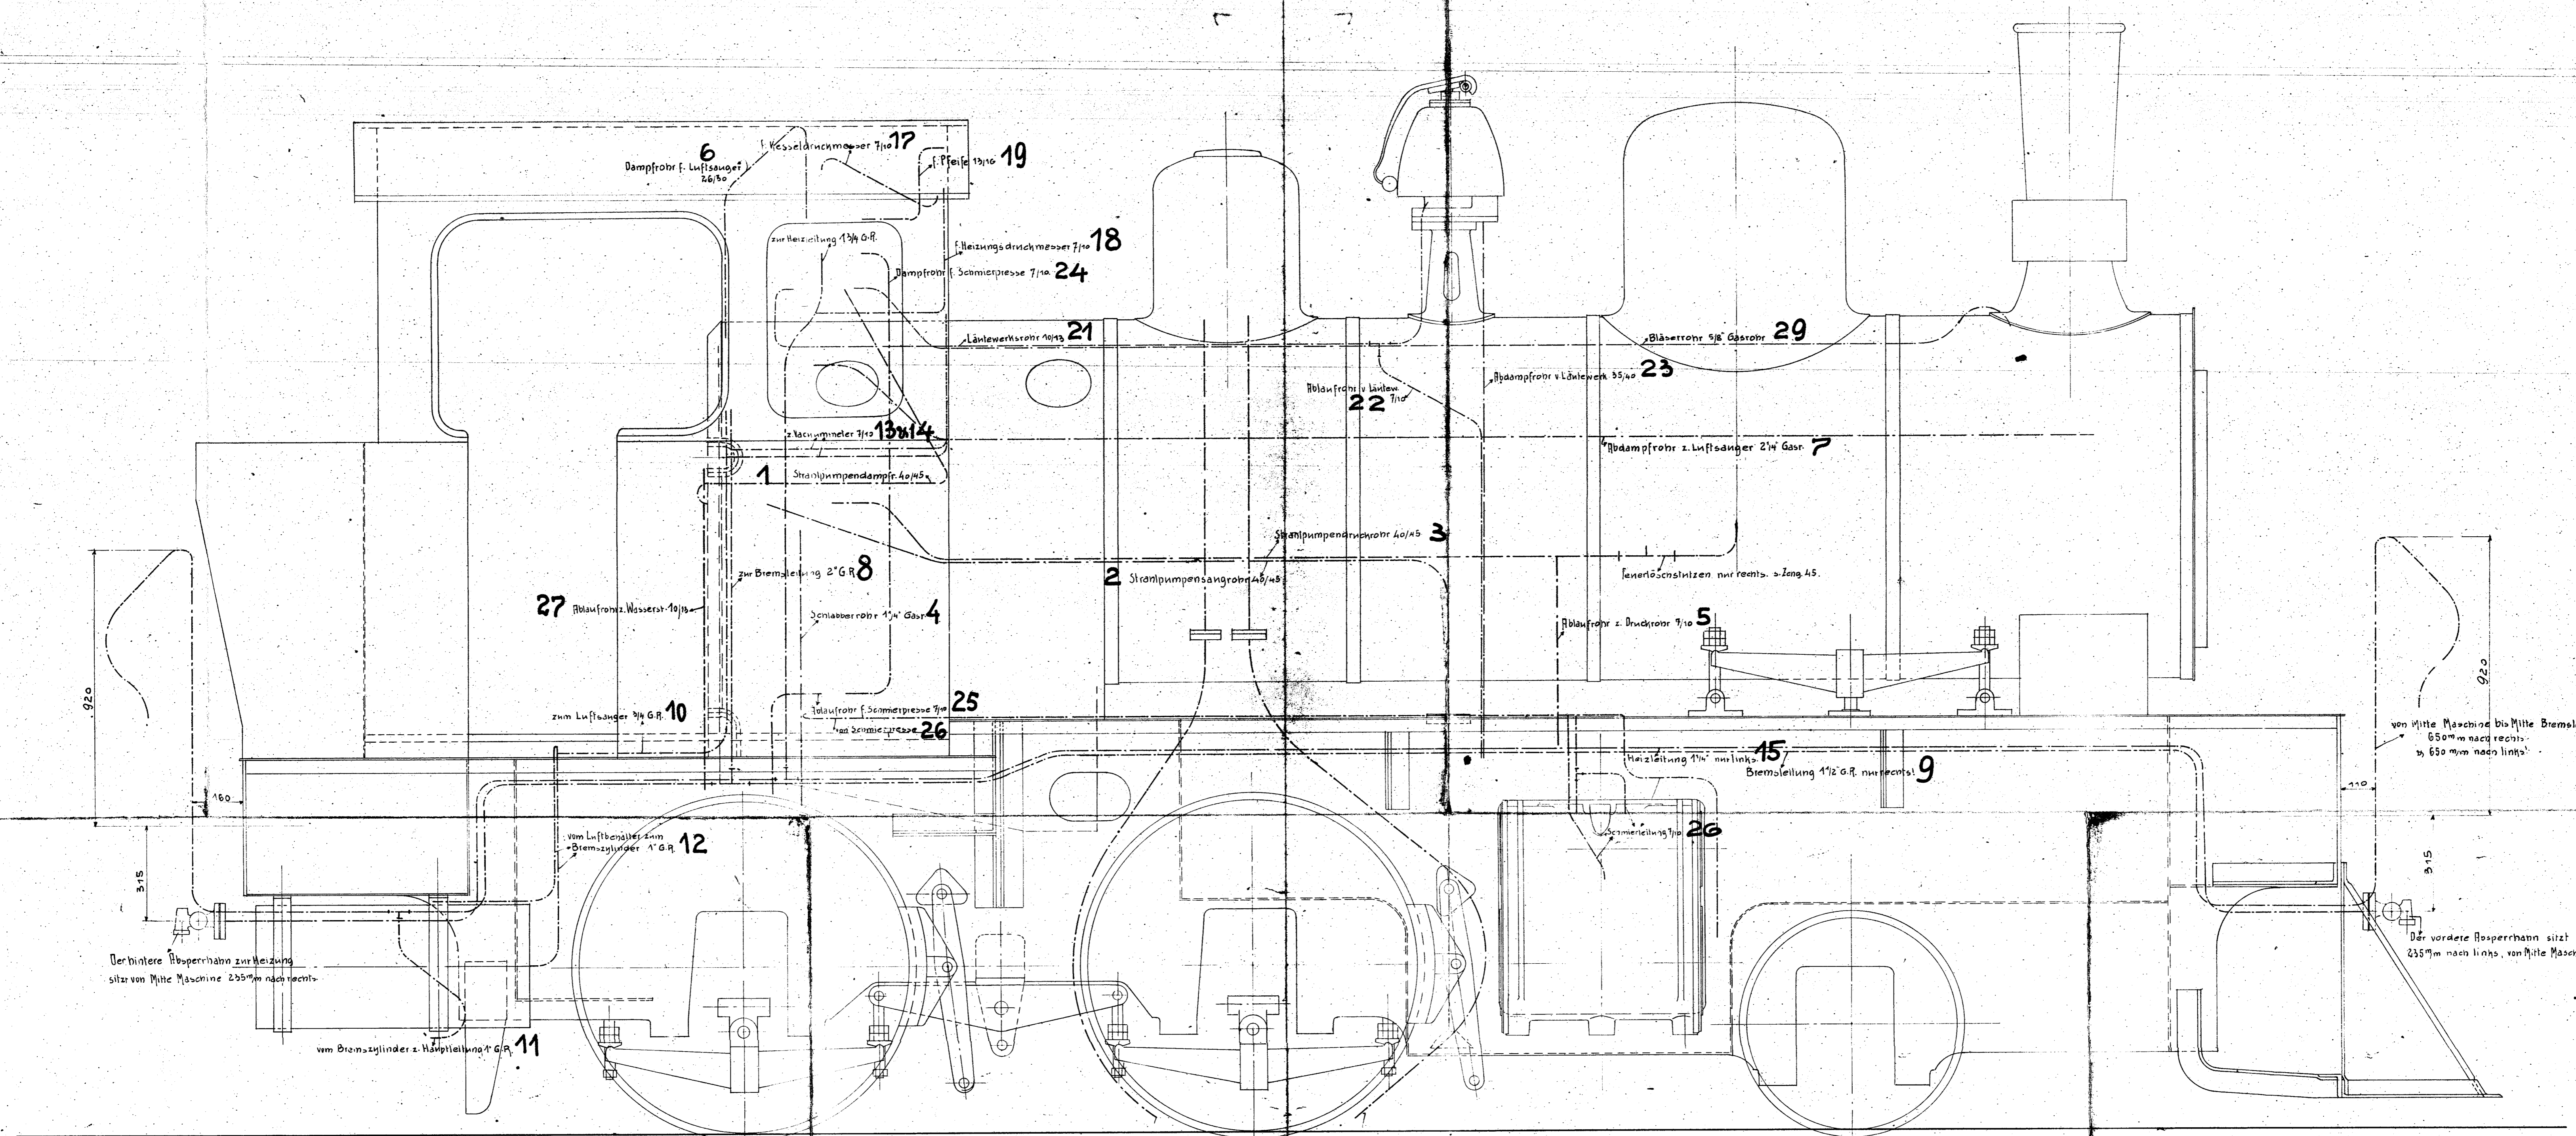 6
Dampfrohr f. Luftsauger
26/30
f. Kesseldruckmesser 7/10 17
f. Pfeife 13/16 19
zur Heizleitung 1 3/4 G.R.
f. Heizungsdruckmesser 7/10 18
Dampfrohr f. Schmierpresse 7/10 24
Läutewerksrohr 10/13 21
Bläserrohr 5/8" Gasrohr 29
Abdampfrohr v Läutewerk 35/40 23
Ablaufrohr v Läutew.
22 7/10
z. Vacuummeter 7/10 13 & 14
Abdampfrohr z. Luftsauger 2 1/4" Gasr. 7
1 Strahlpumpendampfr. 40/45
Strahlpumpendruckrohr 40/45 3
zur Bremsleitung 2" G.R. 8
2 Strahlpumpensaugrohr
Feuerlöschstutzen nur rechts. s. Zeng. 45.
27 Ablaufrohr z. Wasserst. 10/13
Schlabberrohr 1 1/4" Gasr. 4
Ablaufrohr z. Druckrohr 7/10 5
920
920
zum Luftsauger 3/4 G.R. 10
Ablaufrohr f. Schmierpresse 7/10 25
von Schmierpresse 26
von Mitte Maschine bis Mitte Bremsl
650 m/m nach rechts.
650 m/m nach links!
Heizleitung 1 1/4" nur links. 15
Bremsleitung 1 1/2" G.R. nur rechts! 9
160
110
vom Luftbehälter zum
Bremszylinder 1" G.R. 12
Schmierleitung 7/10 26
315
315
Der hintere Absperrhahn zur Heizung
sitzt von Mitte Maschine 235 m/m nach rechts
Der vordere Absperrhahn sitzt
235 m/m nach links, von Mitte Masch
vom Bremszylinder z. Hauptleitung 1" G.R. 11